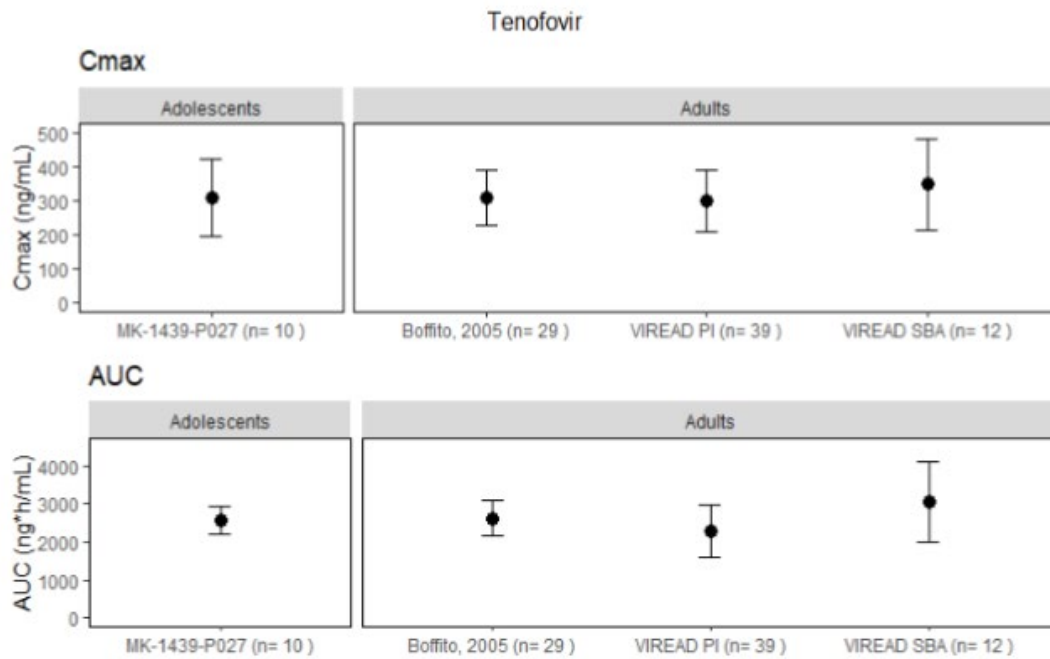 Tenofovir
Cmax
Adolescents
Adults
Cmax (ng/mL)
500
400
300
200
100
0
MK-1439-P027 (n= 10 )
Boffito, 2005 (n= 29 )
VIREAD PI (n= 39 )
VIREAD SBA (n= 12 )
AUC
Adolescents
Adults
AUC (ng*h/mL)
4000
3000
2000
1000
0
MK-1439-P027 (n= 10 )
Boffito, 2005 (n= 29 )
VIREAD PI (n= 39 )
VIREAD SBA (n= 12 )